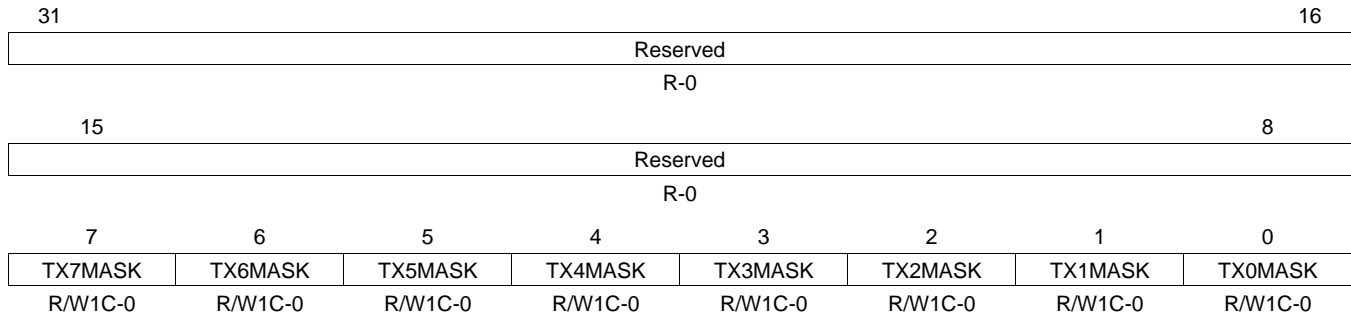 31 16
Reserved
R-0
15 8
Reserved
R-0
7 6 5 4 3 2 1 0
TX7MASK TX6MASK TX5MASK TX4MASK TX3MASK TX2MASK TX1MASK TX0MASK
R/W1C-0 R/W1C-0 R/W1C-0 R/W1C-0 R/W1C-0 R/W1C-0 R/W1C-0 R/W1C-0